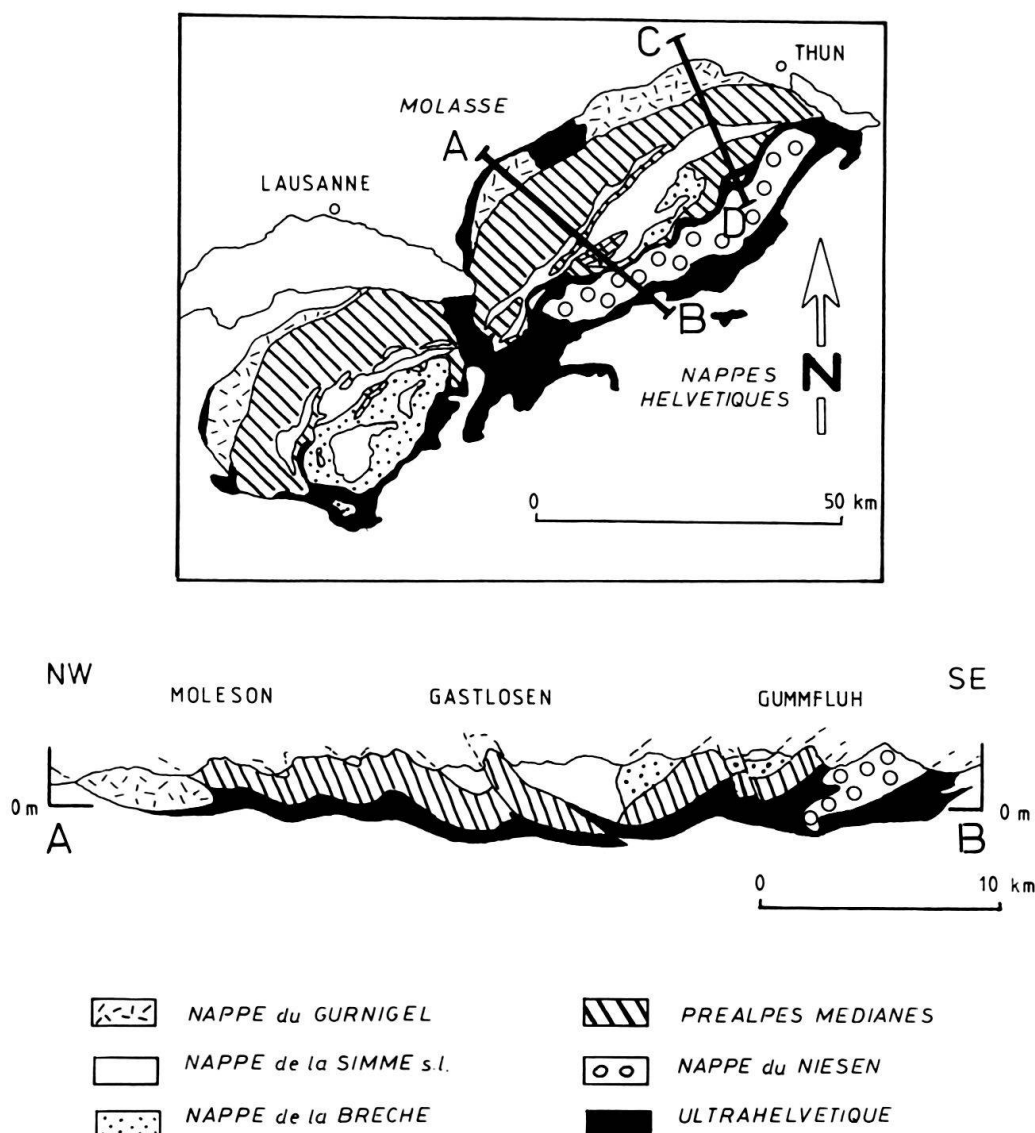 C
THUN
MOLASSE
A
LAUSANNE
D
B
NAPPES
HELVETIQUES
N
0 50 km
NW SE
MOLESON GASTLOSEN GUMMFLUH
0 m 0 m
A B
0 10 km
NAPPE du GURNIGEL
NAPPE de la SIMME s.l.
NAPPE de la BRECHE
PREALPES MEDIANES
NAPPE du NIESEN
ULTRAHELVETIQUE